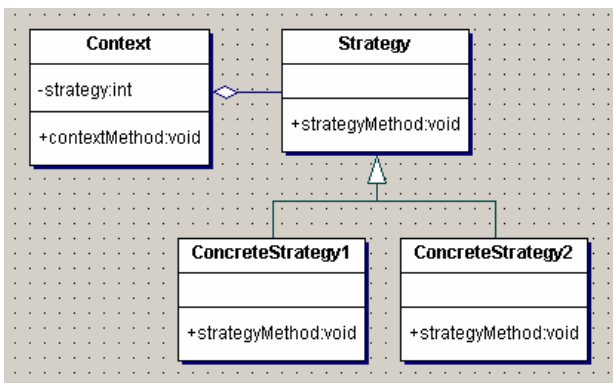 Context
-strategy:int
+contextMethod:void
Strategy
+strategyMethod:void
ConcreteStrategy1
+strategyMethod:void
ConcreteStrategy2
+strategyMethod:void